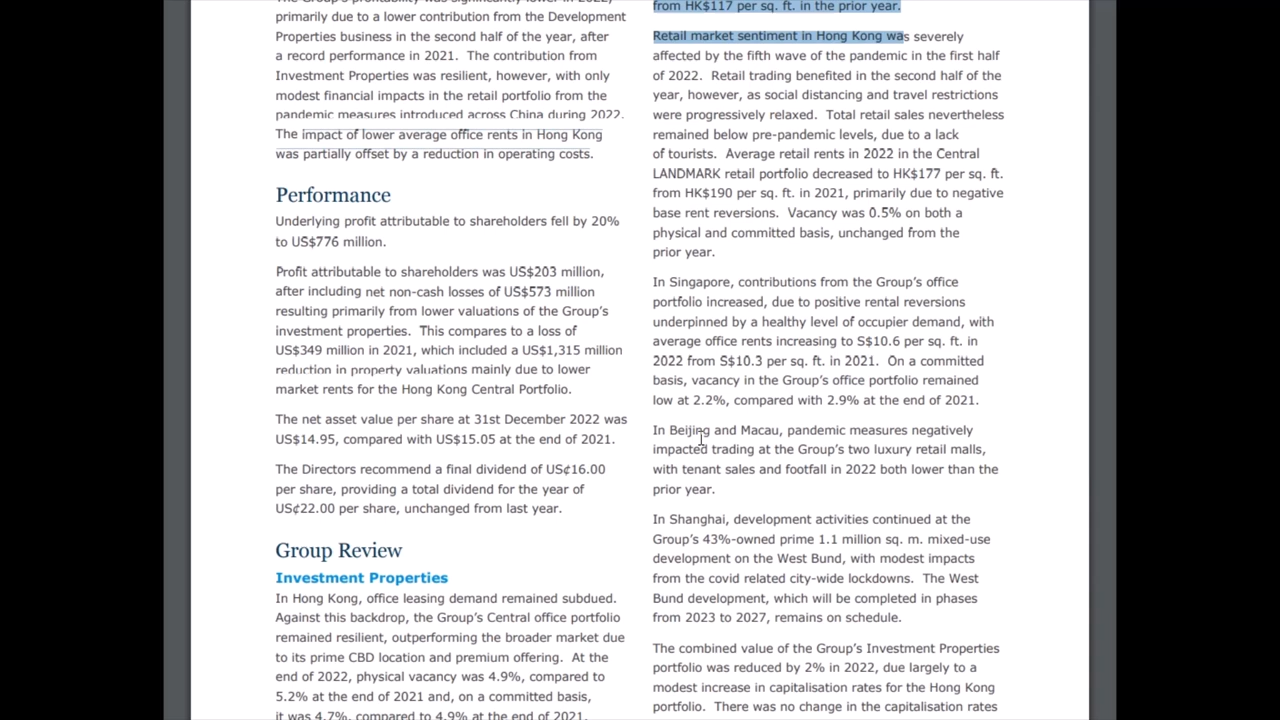 The Group's profitability was significantly lower in 2022,
primarily due to a lower contribution from the Development
Properties business in the second half of the year, after
a record performance in 2021. The contribution from
Investment Properties was resilient, however, with only
modest financial impacts in the retail portfolio from the
pandemic measures introduced across China during 2022.
The impact of lower average office rents in Hong Kong
was partially offset by a reduction in operating costs.
Performance
Underlying profit attributable to shareholders fell by 20%
to US$776 million.
Profit attributable to shareholders was US$203 million,
after including net non-cash losses of US$573 million
resulting primarily from lower valuations of the Group's
investment properties. This compares to a loss of
US$349 million in 2021, which included a US$1,315 million
reduction in property valuations mainly due to lower
market rents for the Hong Kong Central Portfolio.
The net asset value per share at 31st December 2022 was
US$14.95, compared with US$15.05 at the end of 2021.
The Directors recommend a final dividend of US¢16.00
per share, providing a total dividend for the year of
US¢22.00 per share, unchanged from last year.
Group Review
Investment Properties
In Hong Kong, office leasing demand remained subdued.
Against this backdrop, the Group's Central office portfolio
remained resilient, outperforming the broader market due
to its prime CBD location and premium offering. At the
end of 2022, physical vacancy was 4.9%, compared to
5.2% at the end of 2021 and, on a committed basis,
it was 4.7%, compared to 4.9% at the end of 2021.
from HK$117 per sq. ft. in the prior year.
Retail market sentiment in Hong Kong was severely
affected by the fifth wave of the pandemic in the first half
of 2022. Retail trading benefited in the second half of the
year, however, as social distancing and travel restrictions
were progressively relaxed. Total retail sales nevertheless
remained below pre-pandemic levels, due to a lack
of tourists. Average retail rents in 2022 in the Central
LANDMARK retail portfolio decreased to HK$177 per sq. ft.
from HK$190 per sq. ft. in 2021, primarily due to negative
base rent reversions. Vacancy was 0.5% on both a
physical and committed basis, unchanged from the
prior year.
In Singapore, contributions from the Group's office
portfolio increased, due to positive rental reversions
underpinned by a healthy level of occupier demand, with
average office rents increasing to S$10.6 per sq. ft. in
2022 from S$10.3 per sq. ft. in 2021. On a committed
basis, vacancy in the Group's office portfolio remained
low at 2.2%, compared with 2.9% at the end of 2021.
In Beijing and Macau, pandemic measures negatively
impacted trading at the Group's two luxury retail malls,
with tenant sales and footfall in 2022 both lower than the
prior year.
In Shanghai, development activities continued at the
Group's 43%-owned prime 1.1 million sq. m. mixed-use
development on the West Bund, with modest impacts
from the covid related city-wide lockdowns. The West
Bund development, which will be completed in phases
from 2023 to 2027, remains on schedule.
The combined value of the Group's Investment Properties
portfolio was reduced by 2% in 2022, due largely to a
modest increase in capitalisation rates for the Hong Kong
portfolio. There was no change in the capitalisation rates